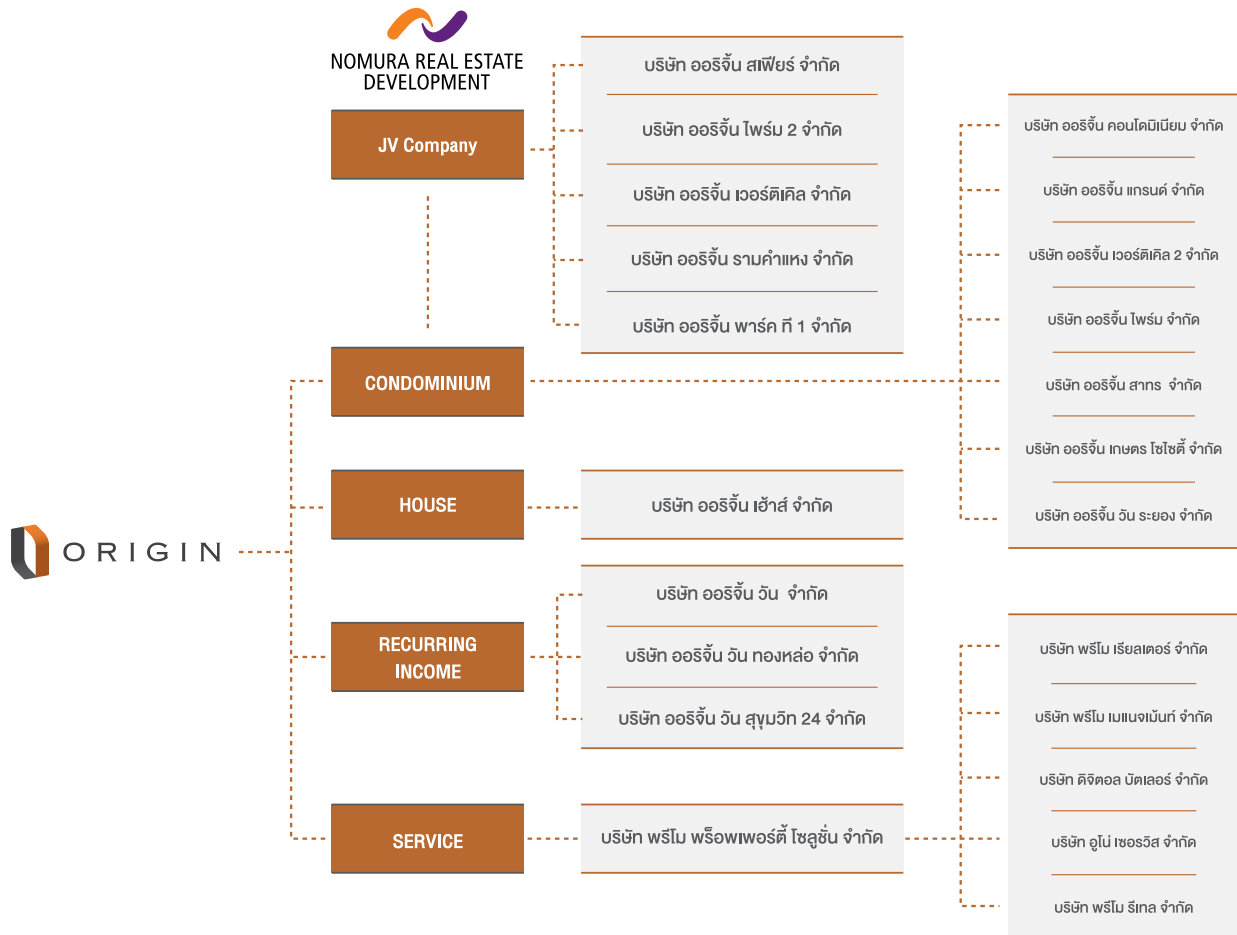 NOMURA REAL ESTATE
DEVELOPMENT
JV Company
บริษัท ออริจิ้น สเฟียร์ จำกัด
บริษัท ออริจิ้น ไพร์ม 2 จำกัด
บริษัท ออริจิ้น เวอร์ติเคิล จำกัด
บริษัท ออริจิ้น รามคำแหง จำกัด
บริษัท ออริจิ้น พาร์ค ที 1 จำกัด
CONDOMINIUM
บริษัท ออริจิ้น คอนโดมิเนียม จำกัด
บริษัท ออริจิ้น แกรนด์ จำกัด
บริษัท ออริจิ้น เวอร์ติเคิล 2 จำกัด
บริษัท ออริจิ้น ไพร์ม จำกัด
บริษัท ออริจิ้น สาทร จำกัด
บริษัท ออริจิ้น เกษตร โซไซตี้ จำกัด
บริษัท ออริจิ้น วัน ระยอง จำกัด
HOUSE
บริษัท ออริจิ้น เฮ้าส์ จำกัด
ORIGIN
RECURRING
INCOME
บริษัท ออริจิ้น วัน จำกัด
บริษัท ออริจิ้น วัน ทองหล่อ จำกัด
บริษัท ออริจิ้น วัน สุขุมวิท 24 จำกัด
SERVICE
บริษัท พรีโม พร็อพเพอร์ตี้ โซลูชั่น จำกัด
บริษัท พรีโม เรียลเตอร์ จำกัด
บริษัท พรีโม เมเนจเม้นท์ จำกัด
บริษัท ดิจิตอล บัตเลอร์ จำกัด
บริษัท อูโน่ เซอรวิส จำกัด
บริษัท พรีโม รีเทล จำกัด